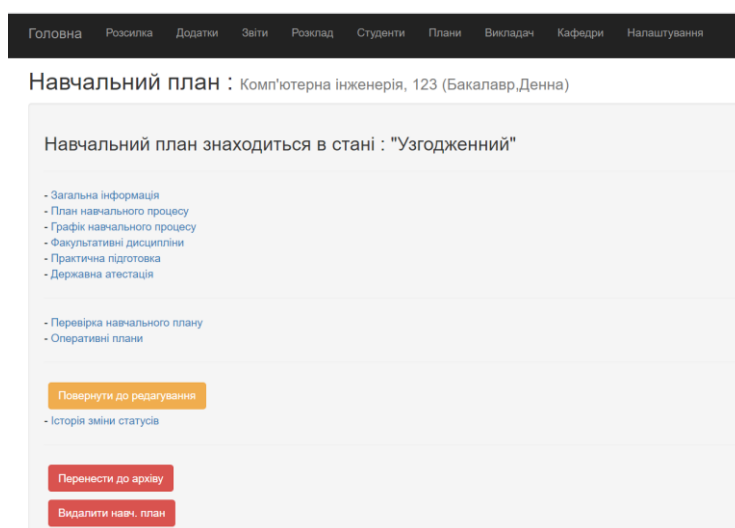 Головна Розсилка Додатки Звіти Розклад Студенти Плани Викладач Кафедри Налаштування
Навчальний план : Комп'ютерна інженерія, 123 (Бакалавр,Денна)
Навчальний план знаходиться в стані : "Узгодженний"
- Загальна інформація
- План навчального процесу
- Графік навчального процесу
- Факультативні дисципліни
- Практична підготовка
- Державна атестація
- Перевірка навчального плану
- Оперативні плани
Повернути до редагування
- Історія зміни статусів
Перенести до архіву
Видалити навч. план